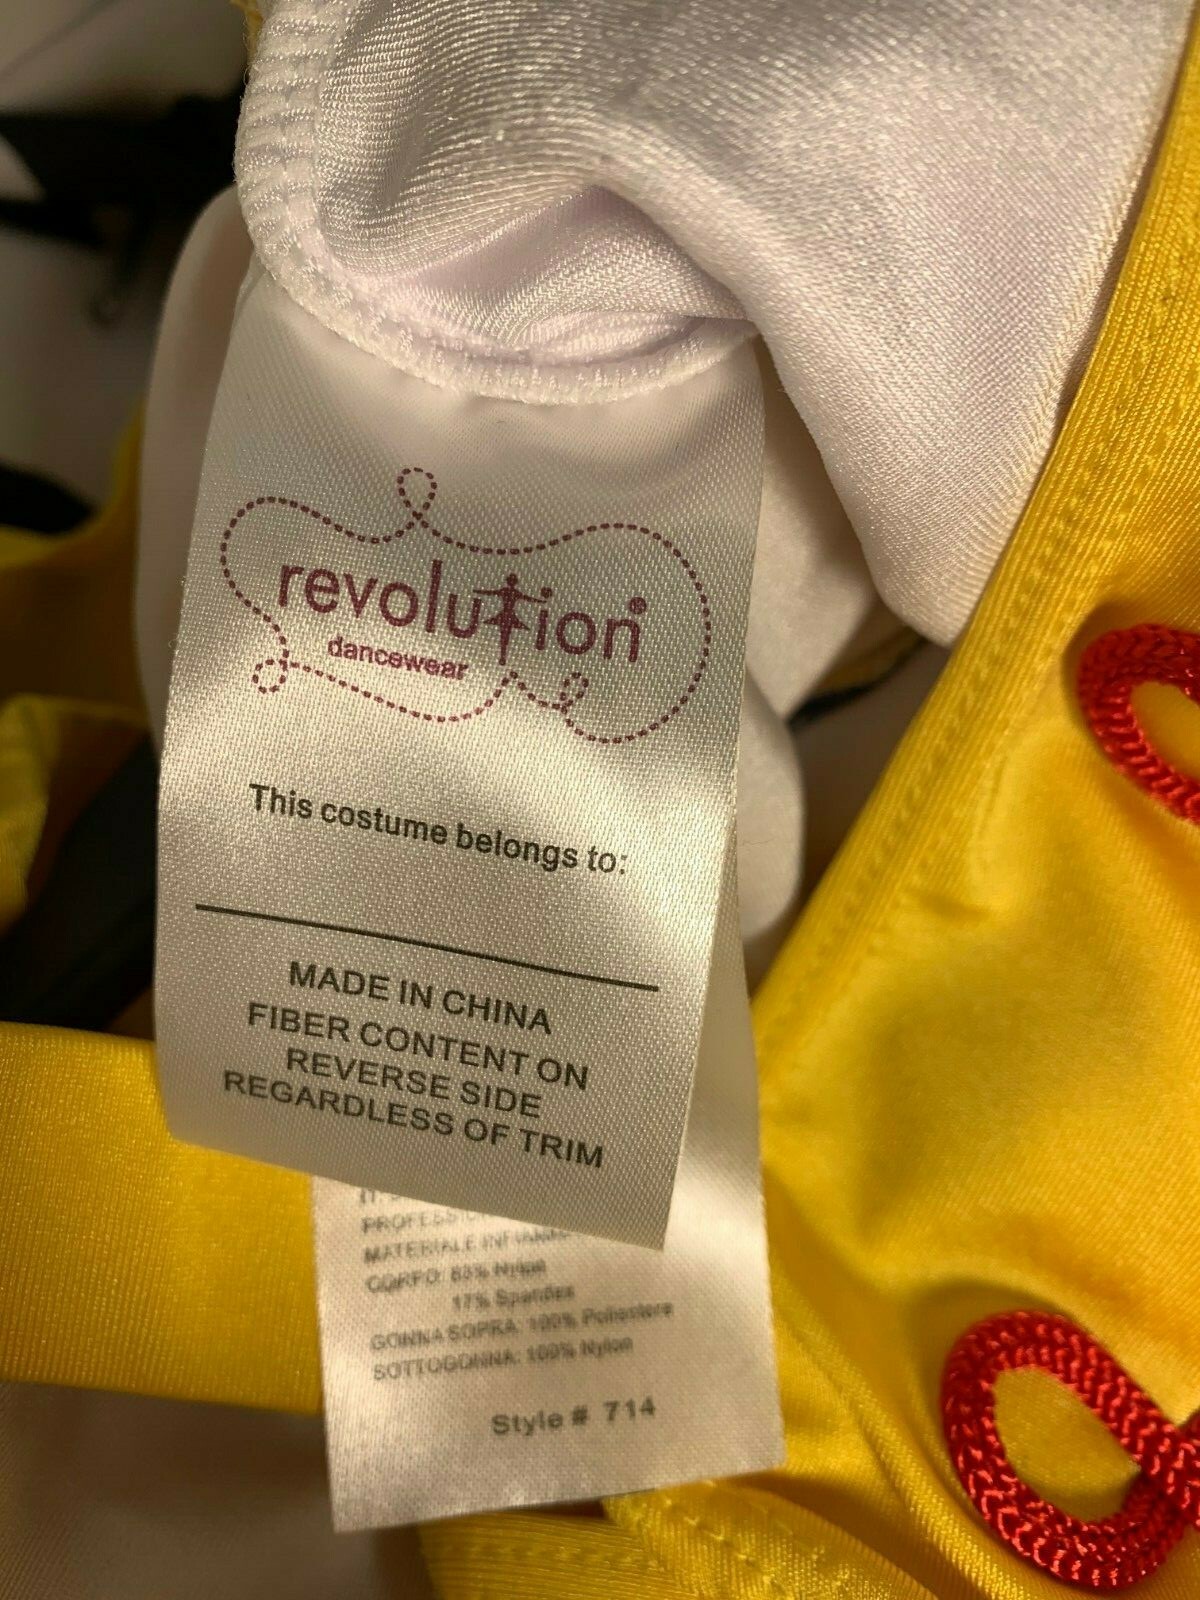 revolution®
dancewear
This costume belongs to:
MADE IN CHINA
FIBER CONTENT ON
REVERSE SIDE
REGARDLESS OF TRIM
MATERIALE
CORPO: 83% Nylon
17% Spandex
GONNA SOPRA: 100% Poliestere
SOTTOGONNA: 100% Nylon
Style # 714